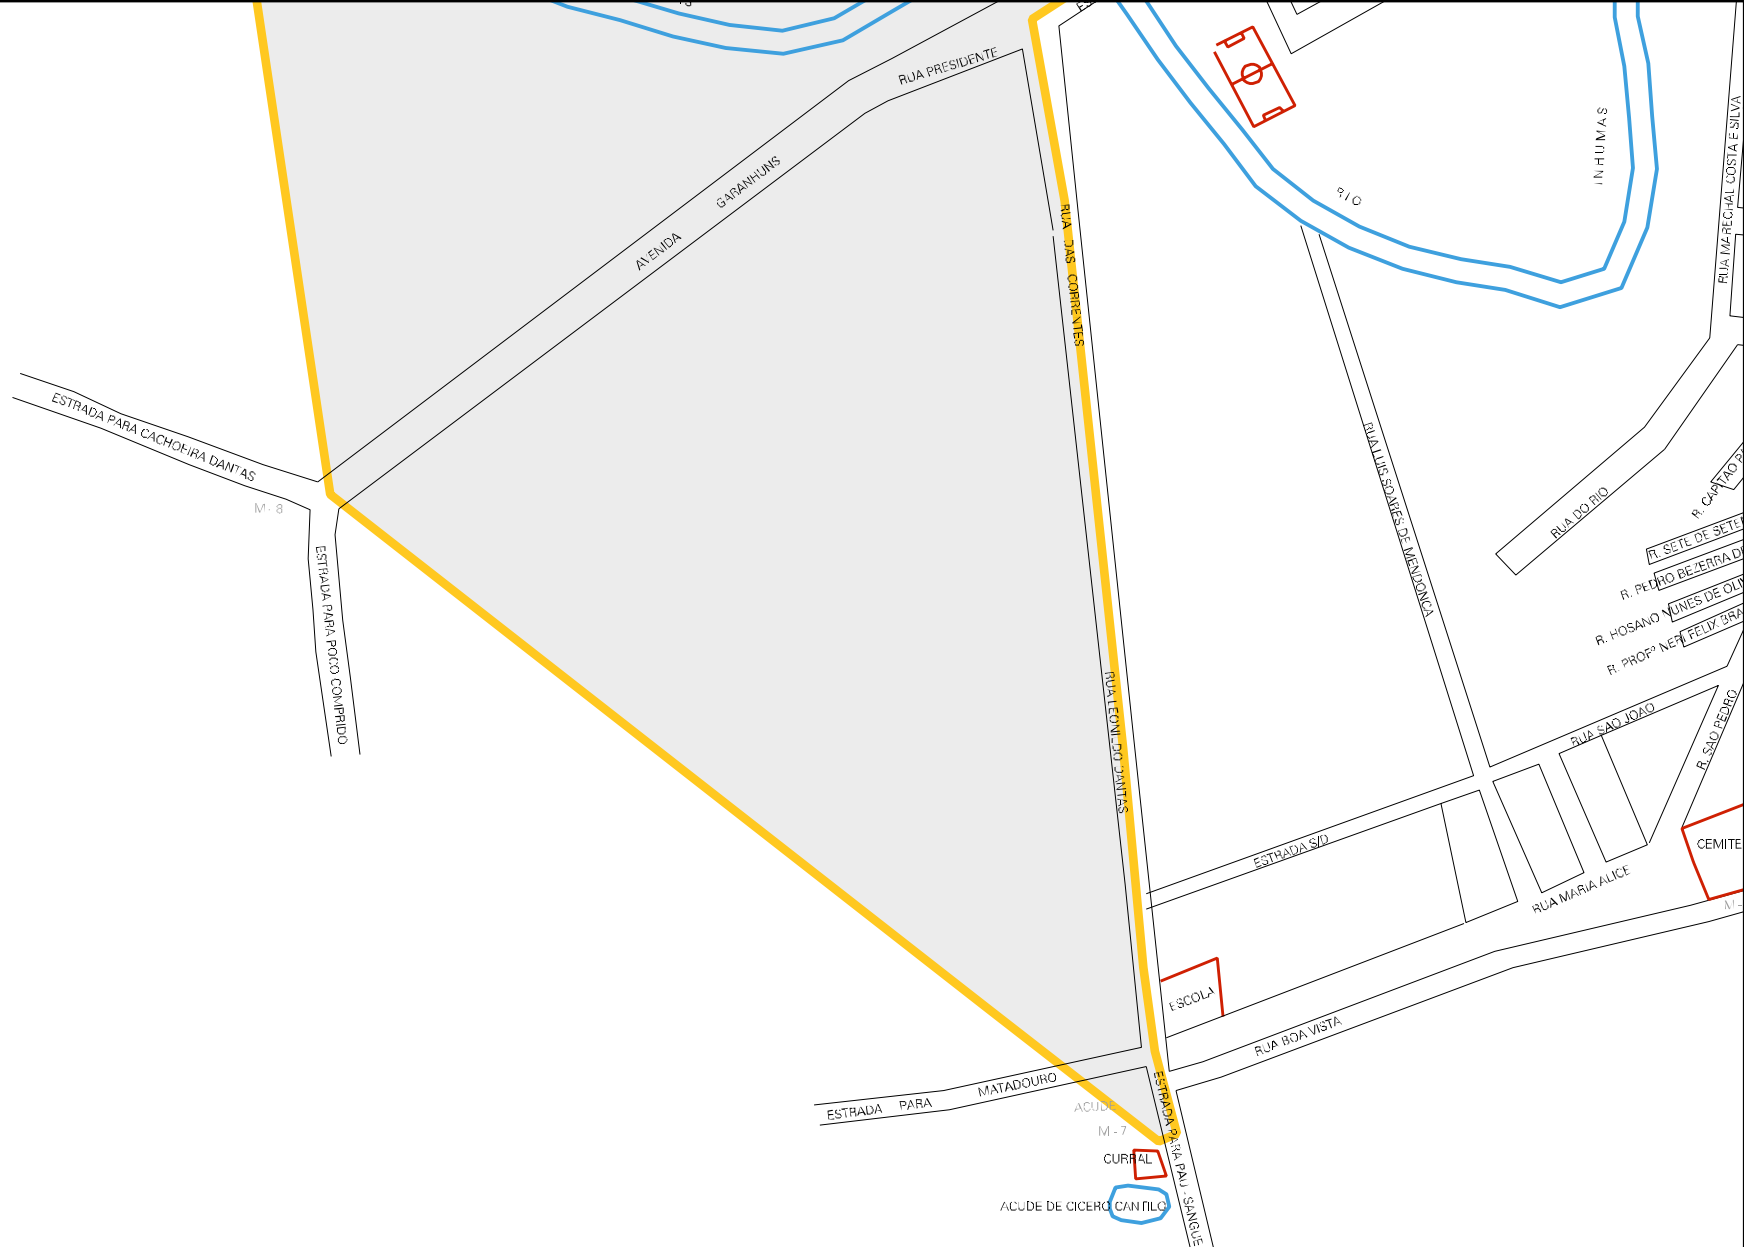 RUA PRESIDENTE
GARANHUNS
AVENIDA
RUA DAS CORRENTES
RIO
INHUMAS
RUA MARECHAL COSTA E SILVA
ESTRADA PARA CACHOEIRA DANTAS
M - 8
ESTRADA PARA POCO COMPRIDO
RUA LUIS SOARES DE MENDONCA
RUA DO RIO
R. CAPITAO
R. SETE DE SETE
R. PEDRO BEZERRA D
R. HOSANO NUNES DE OLIV
R. PROFº NERI FELIX BRA
RUA LEONILDO DANTAS
RUA SAO JOAO
R. SAO PEDRO
ESTRADA S/D
CEMITE
RUA MARIA ALICE
M -
ESCOLA
RUA BOA VISTA
ESTRADA PARA MATADOURO
ACUDE
M - 7
ESTRADA PARA PAU - SANGUE
CURRAL
ACUDE DE CICERO CANTILO